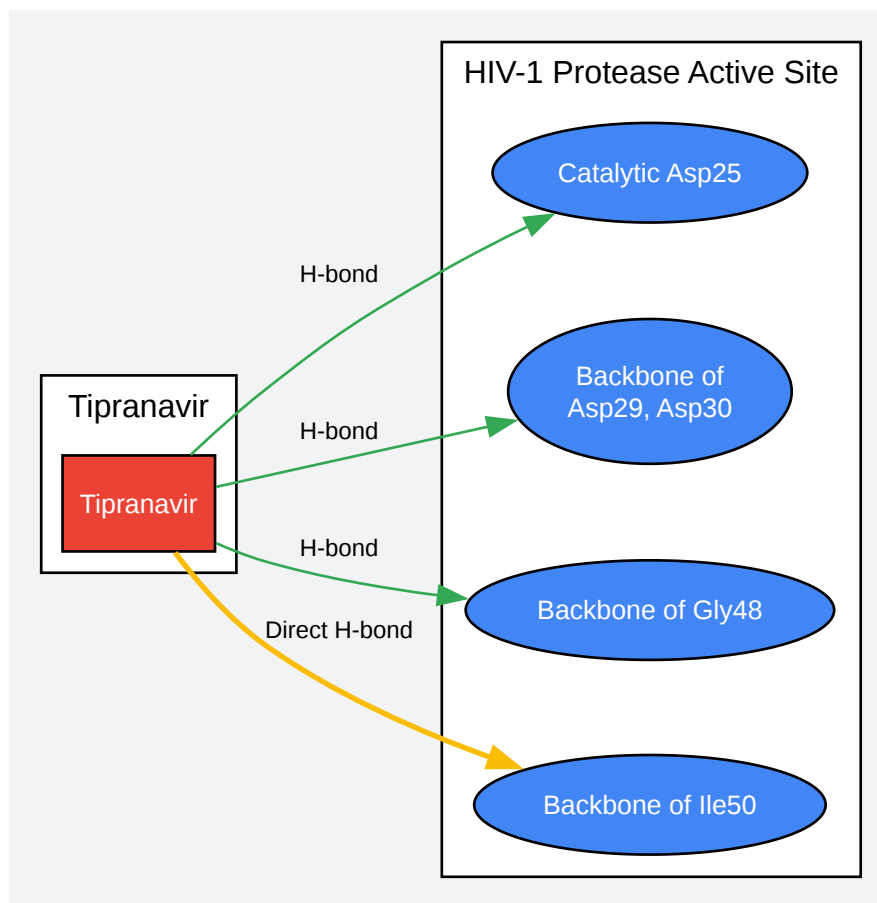 HIV-1 Protease Active Site
Catalytic Asp25
H-bond
Backbone of
Asp29, Asp30
Tipranavir
H-bond
Tipranavir
H-bond
Backbone of Gly48
Direct H-bond
Backbone of Ile50